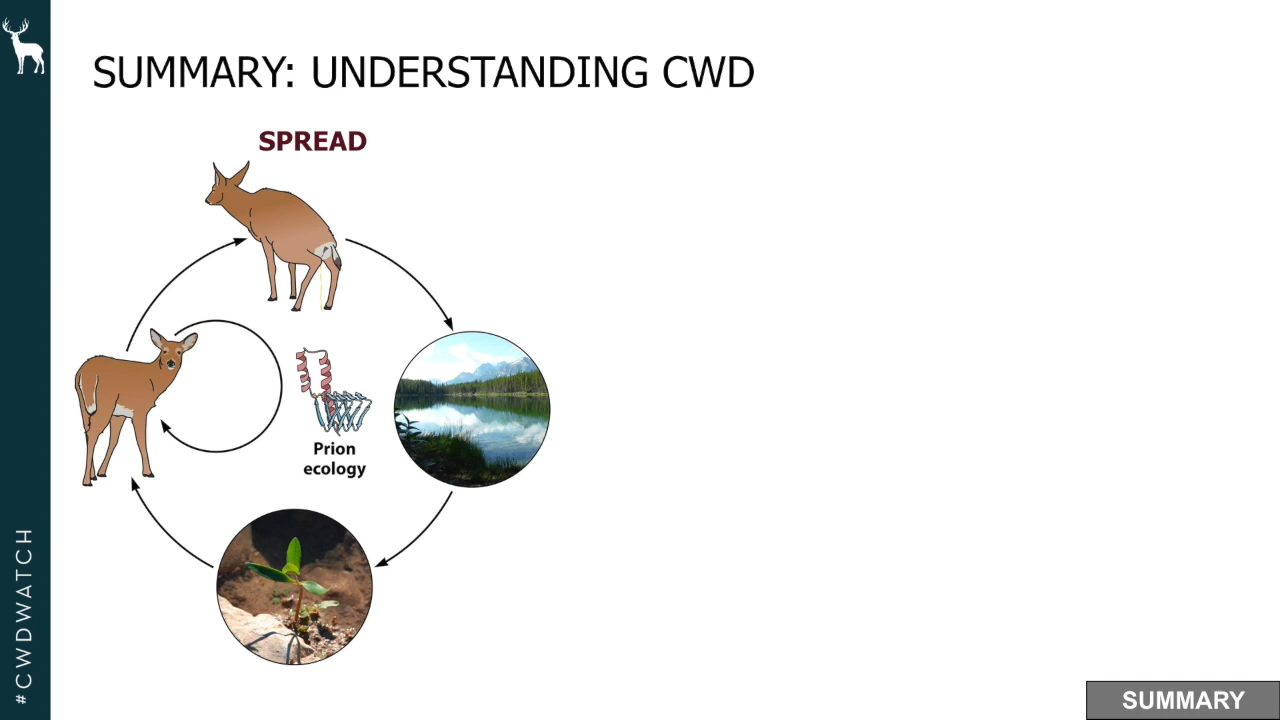 SUMMARY: UNDERSTANDING CWD
SPREAD
Prion
ecology
#CWDWATCH
SUMMARY